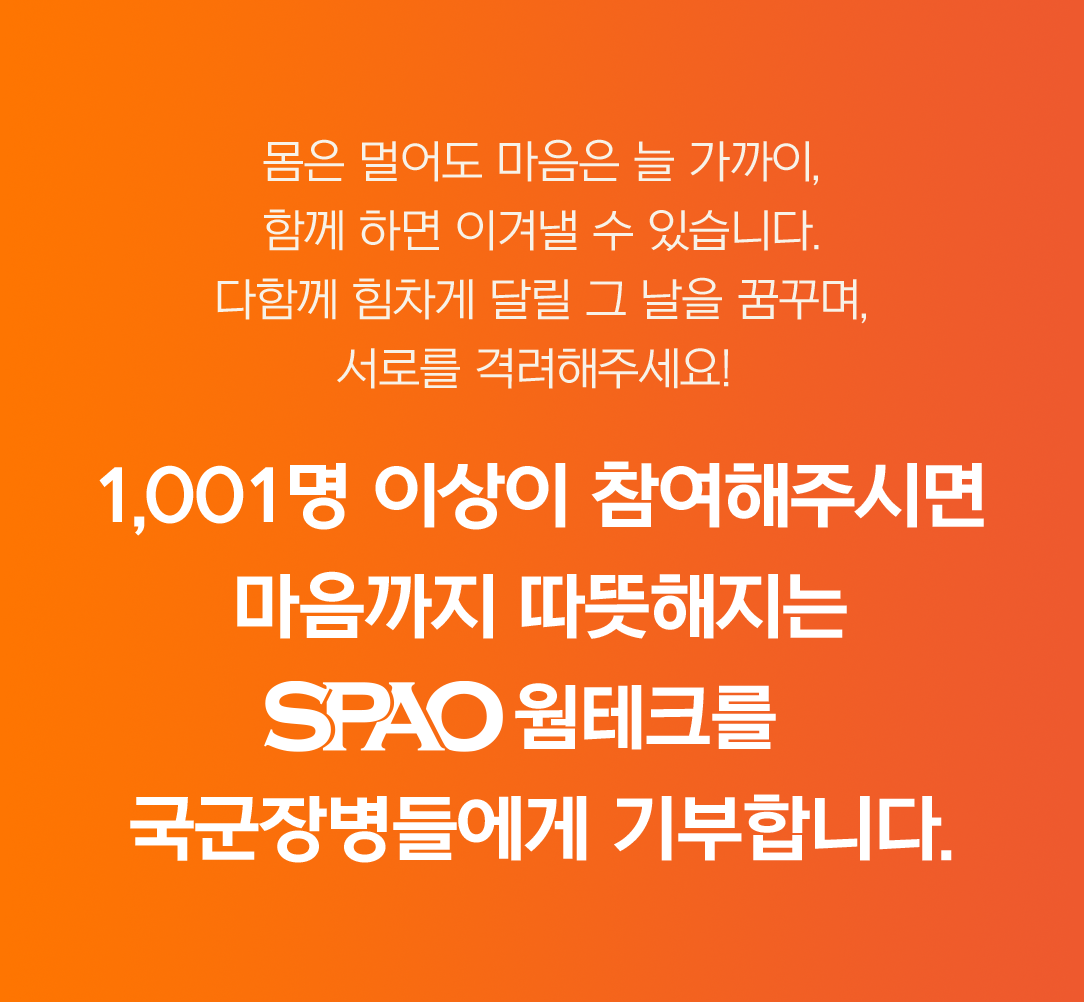 몸은 멀어도 마음은 늘 가까이,
함께 하면 이겨낼 수 있습니다.
다함께 힘차게 달릴 그 날을 꿈꾸며,
서로를 격려해주세요!
1,001명 이상이 참여해주시면
마음까지 따뜻해지는
SPAO 웜테크를
국군장병들에게 기부합니다.